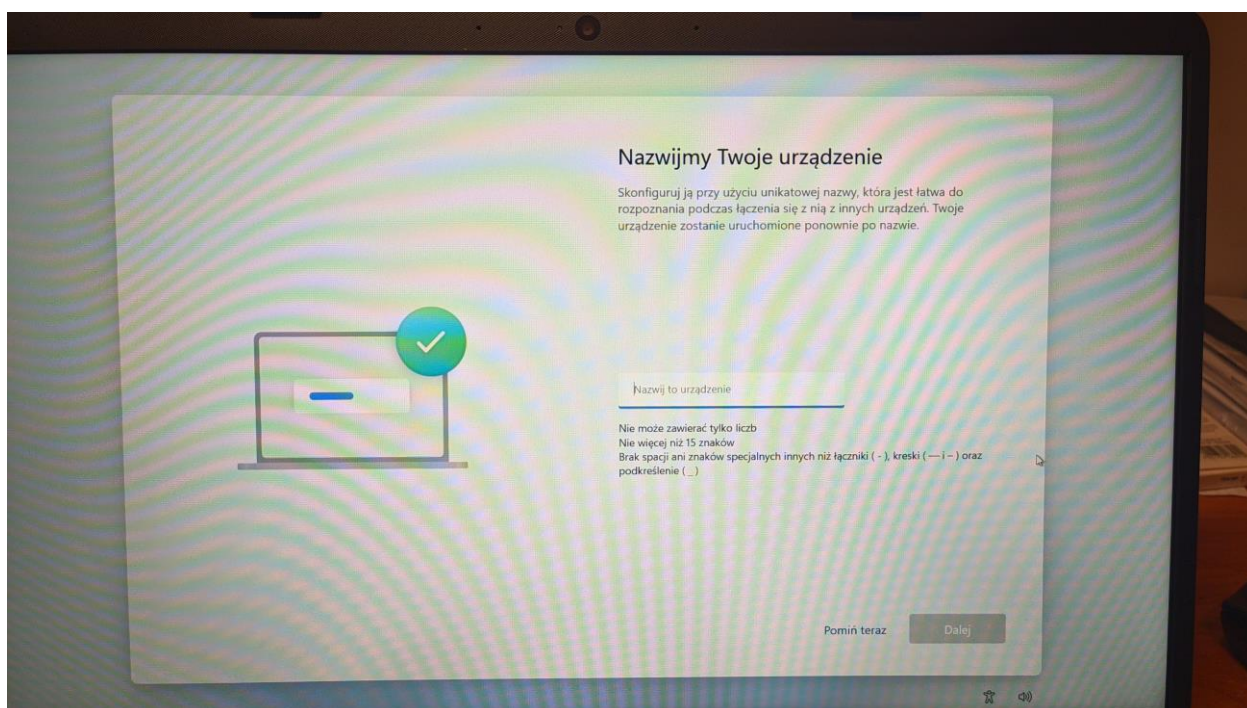 Nazwijmy Twoje urządzenie
Skonfiguruj ją przy użyciu unikatowej nazwy, która jest łatwa do
rozpoznania podczas łączenia się z nią z innych urządzeń. Twoje
urządzenie zostanie uruchomione ponownie po nazwie.
Nazwij to urządzenie
Nie może zawierać tylko liczb
Nie więcej niż 15 znaków
Brak spacji ani znaków specjalnych innych niż łączniki ( - ), kreski ( — i – ) oraz
podkreślenie ( _ )
Pomiń teraz
Dalej